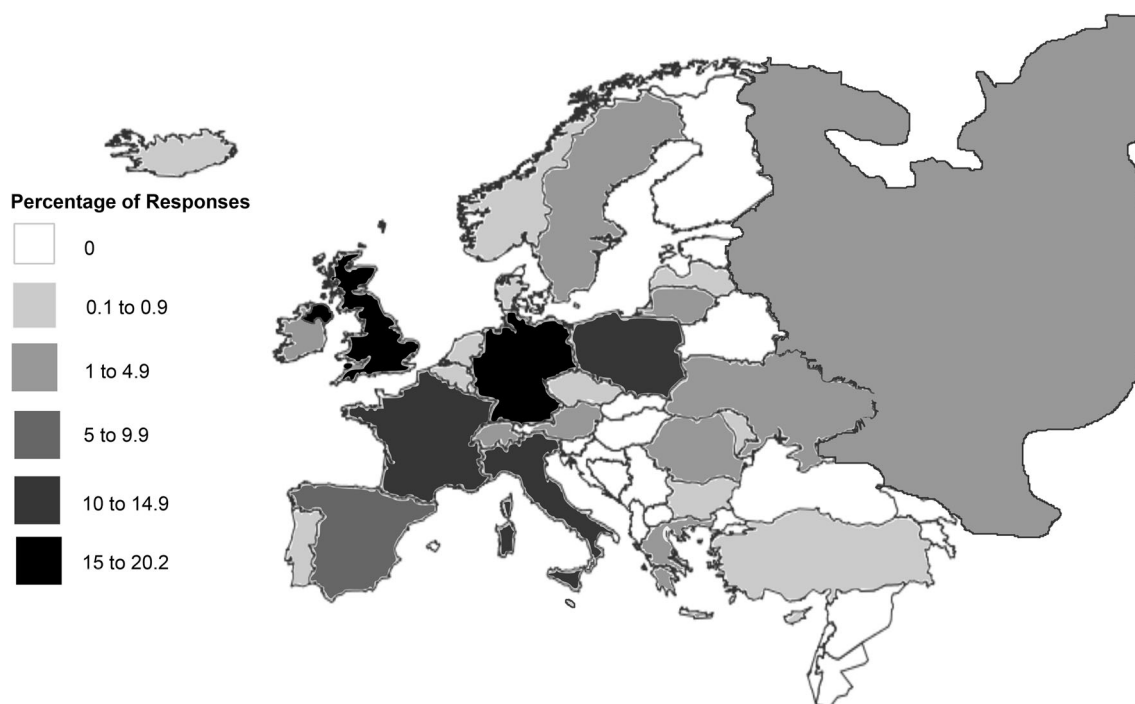 Percentage of Responses
0
0.1 to 0.9
1 to 4.9
5 to 9.9
10 to 14.9
15 to 20.2